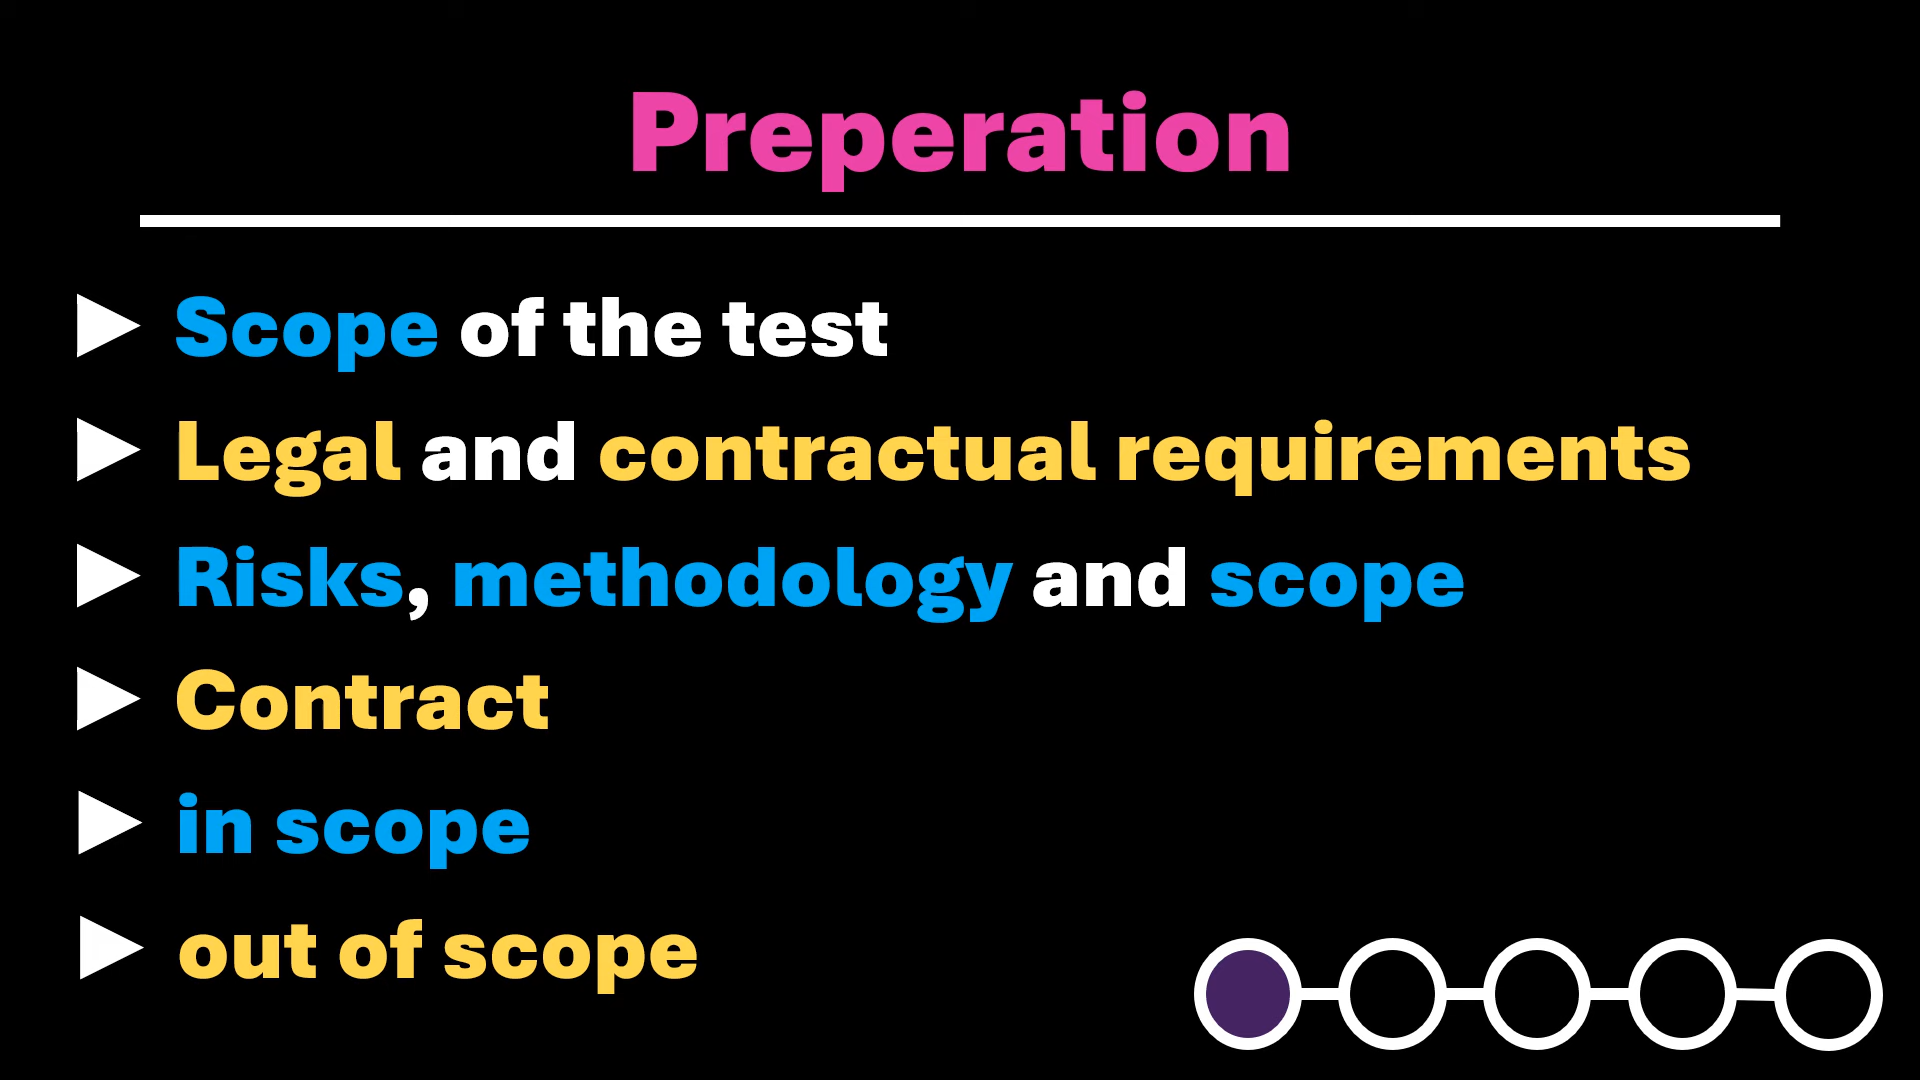 Preperation
Scope of the test
Legal and contractual requirements
Risks, methodology and scope
Contract
in scope
out of scope